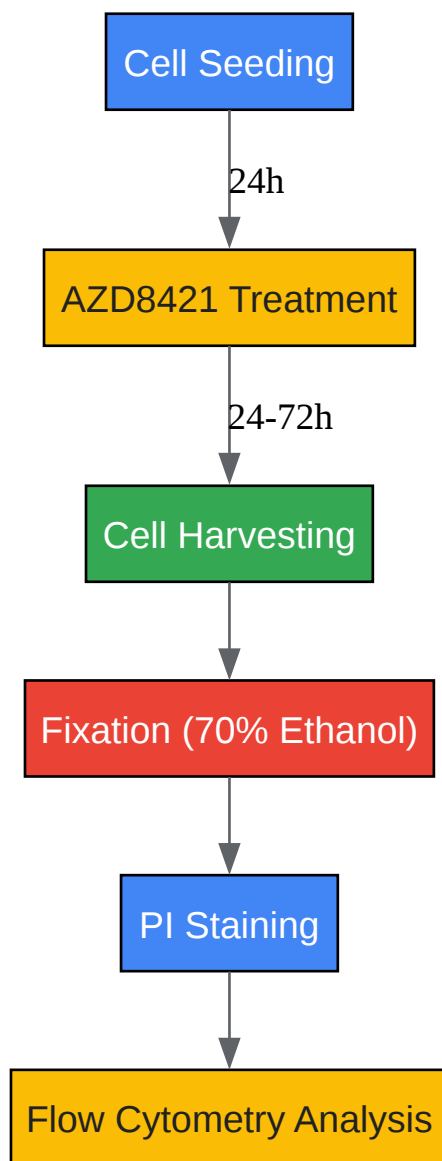 Cell Seeding
24h
AZD8421 Treatment
24-72h
Cell Harvesting
Fixation (70% Ethanol)
PI Staining
Flow Cytometry Analysis